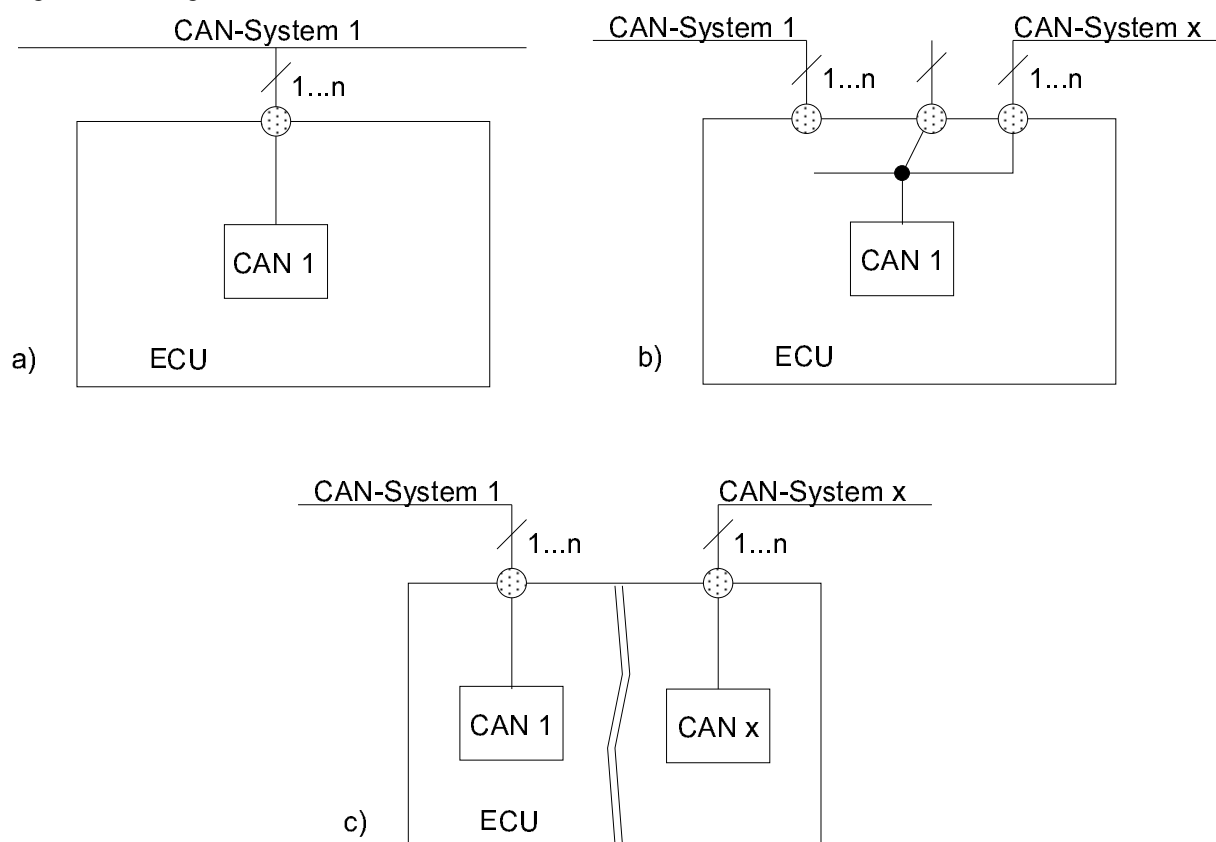 CAN-System 1
1...n
CAN 1
ECU
a)
CAN-System 1
CAN-System x
1...n
1...n
CAN 1
ECU
b)
CAN-System 1
CAN-System x
1...n
1...n
CAN 1
CAN x
ECU
c)